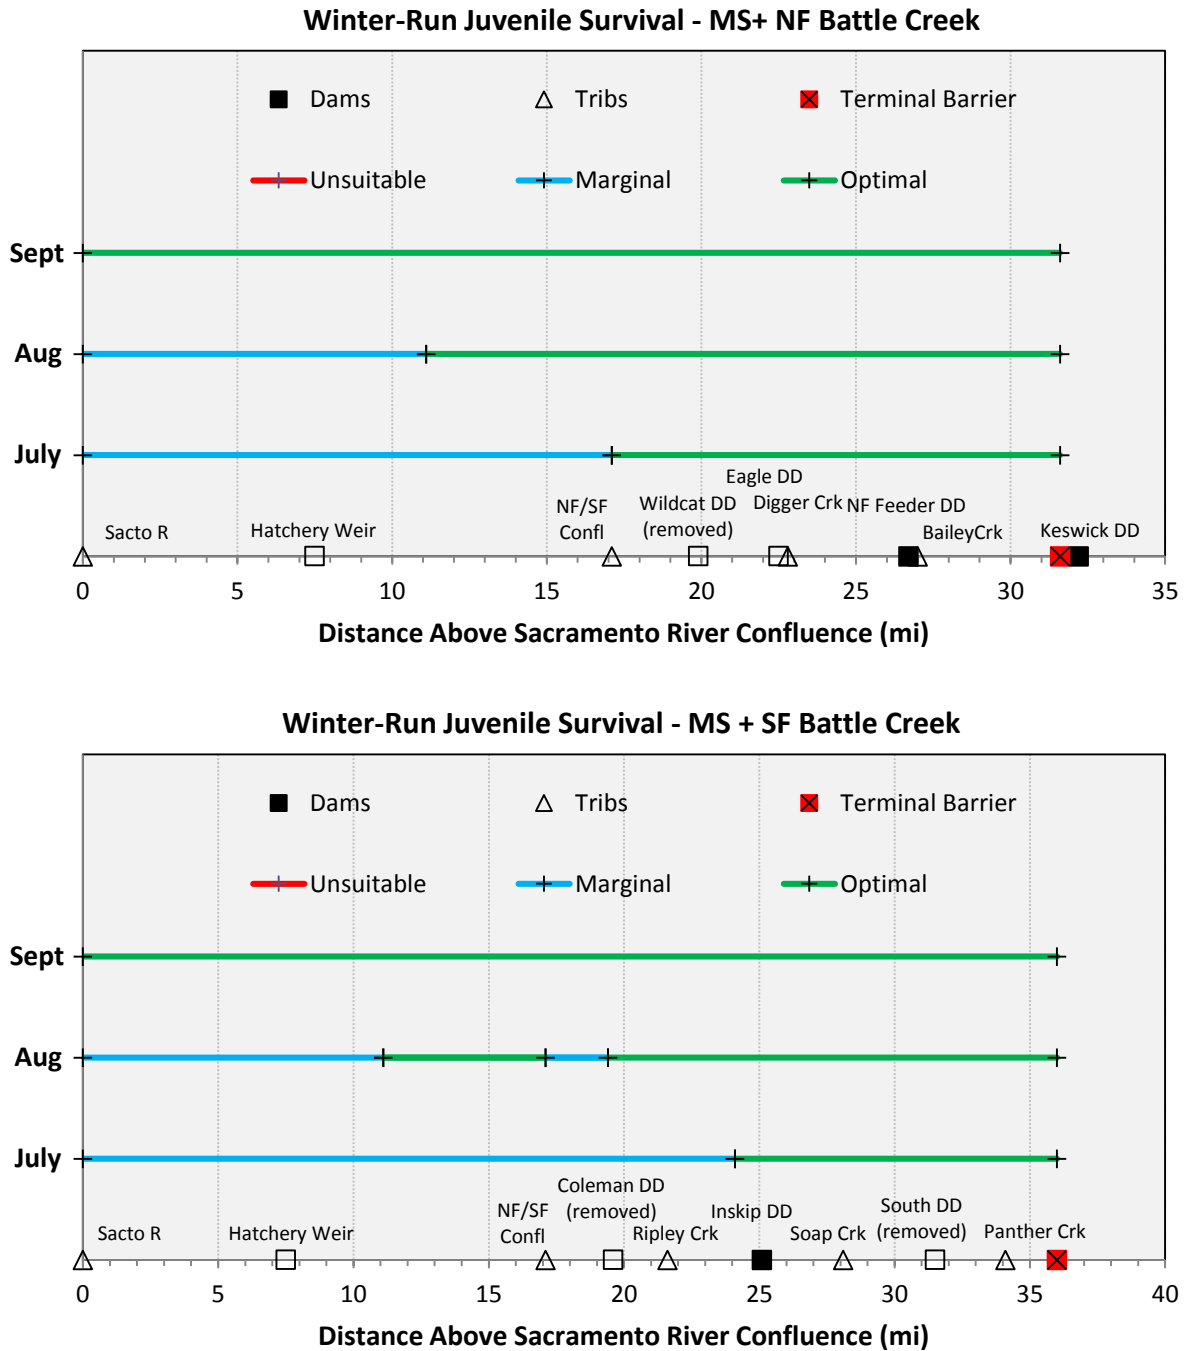 Winter-Run Juvenile Survival - MS+ NF Battle Creek
Dams
Tribs
Terminal Barrier
Unsuitable
Marginal
Optimal
Sept
Aug
July
Eagle DD
NF/SF
Confl
Wildcat DD
(removed)
Digger Crk
NF Feeder DD
Sacto R
Hatchery Weir
BaileyCrk
Keswick DD
0 5 10 15 20 25 30 35
Distance Above Sacramento River Confluence (mi)
Winter-Run Juvenile Survival - MS + SF Battle Creek
Dams
Tribs
Terminal Barrier
Unsuitable
Marginal
Optimal
Sept
Aug
July
Sacto R
Hatchery Weir
NF/SF
Confl
Coleman DD
(removed)
Ripley Crk
Inskip DD
Soap Crk
South DD
(removed)
Panther Crk
0 5 10 15 20 25 30 35 40
Distance Above Sacramento River Confluence (mi)